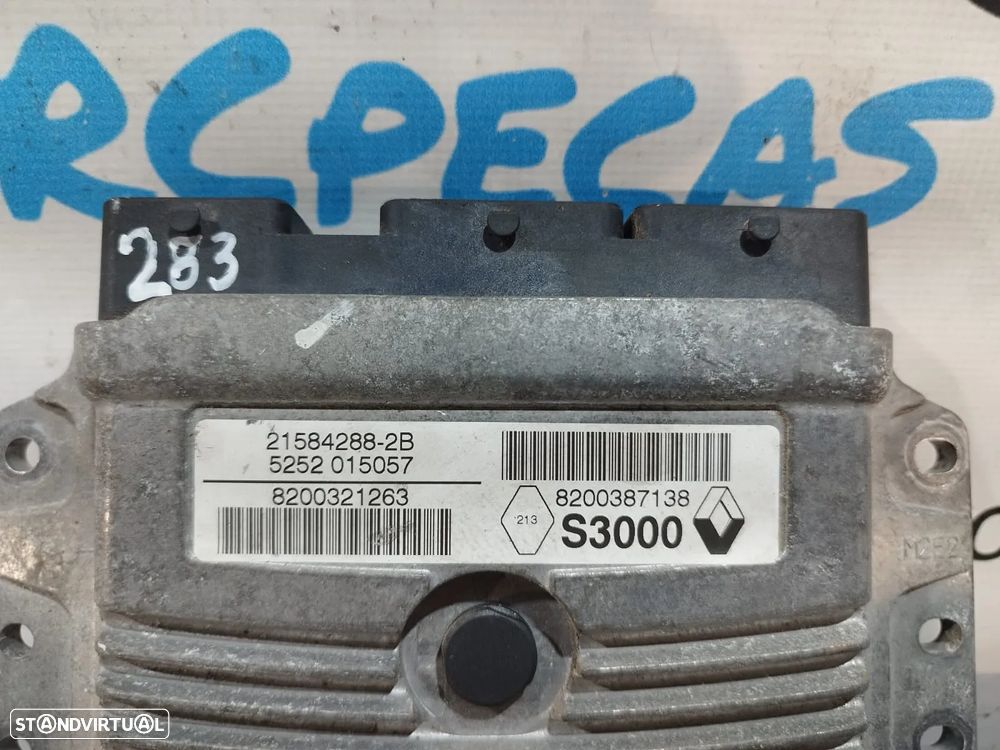 RCPECAS
283
21584288-2B
5252 015057
8200321263
8200387138
213
S3000
STANDVIRTUAL